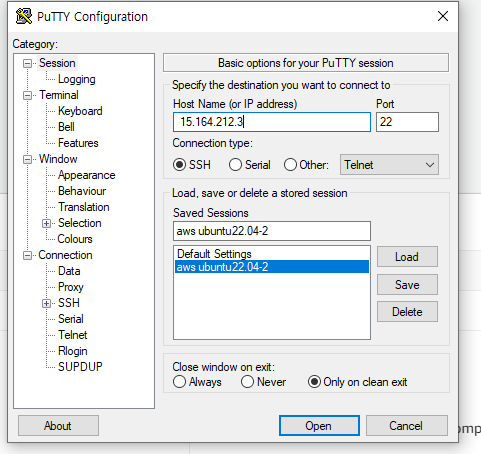 PuTTY Configuration
Category:
Session
Logging
Terminal
Keyboard
Bell
Features
Window
Appearance
Behaviour
Translation
Selection
Colours
Connection
Data
Proxy
SSH
Serial
Telnet
Rlogin
SUPDUP
Basic options for your PuTTY session
Specify the destination you want to connect to
Host Name (or IP address) Port
15.164.212.3 22
Connection type:
SSH Serial Other: Telnet
Load, save or delete a stored session
Saved Sessions
aws ubuntu22.04-2
Default Settings
aws ubuntu22.04-2
Load
Save
Delete
Close window on exit:
Always Never Only on clean exit
About Open Cancel